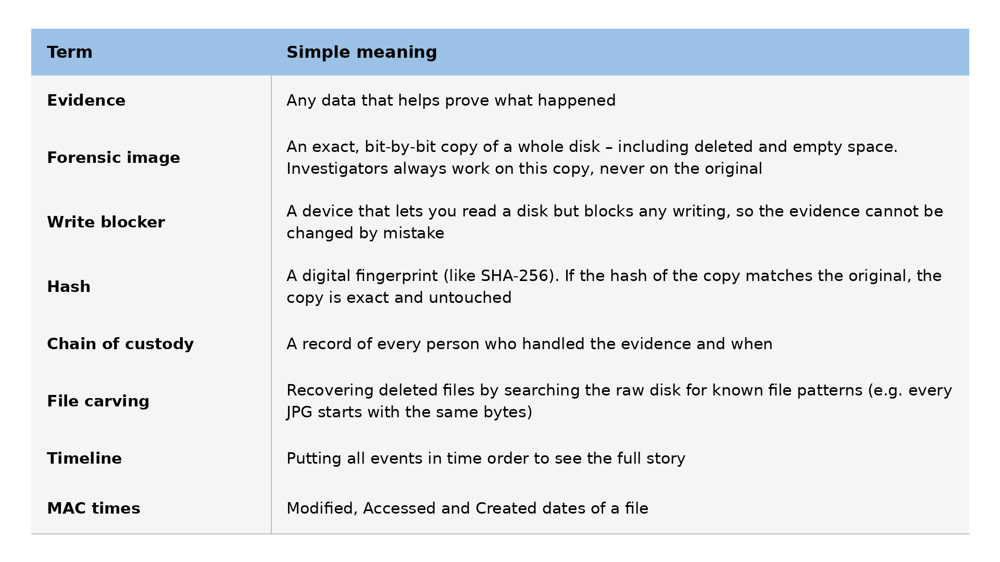 Term
Simple meaning
Evidence
Any data that helps prove what happened
Forensic image
An exact, bit-by-bit copy of a whole disk – including deleted and empty space.
Investigators always work on this copy, never on the original
Write blocker
A device that lets you read a disk but blocks any writing, so the evidence cannot be
changed by mistake
Hash
A digital fingerprint (like SHA-256). If the hash of the copy matches the original, the
copy is exact and untouched
Chain of custody
A record of every person who handled the evidence and when
File carving
Recovering deleted files by searching the raw disk for known file patterns (e.g. every
JPG starts with the same bytes)
Timeline
Putting all events in time order to see the full story
MAC times
Modified, Accessed and Created dates of a file